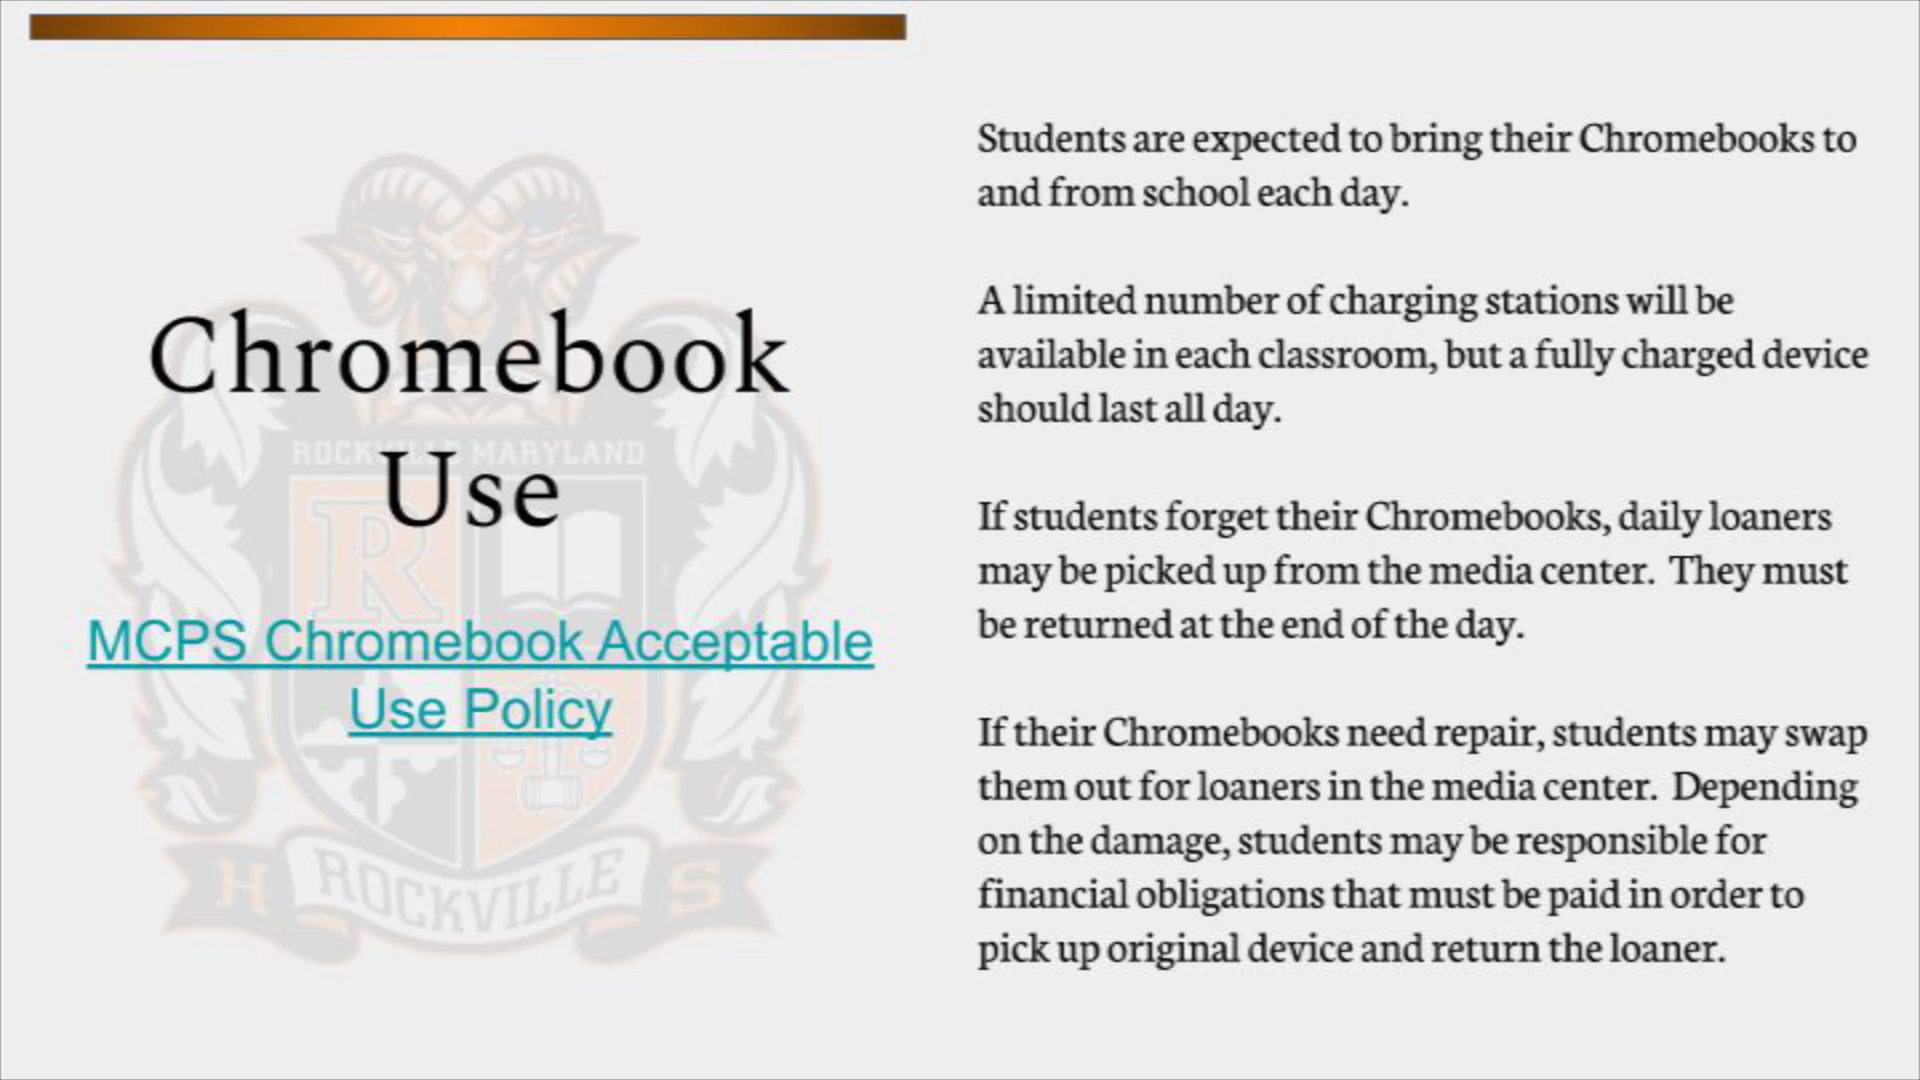 Chromebook
Use
MCPS Chromebook Acceptable
Use Policy
ROCKVILLE MARYLAND
R
H ROCKVILLE S
Students are expected to bring their Chromebooks to
and from school each day.
A limited number of charging stations will be
available in each classroom, but a fully charged device
should last all day.
If students forget their Chromebooks, daily loaners
may be picked up from the media center.  They must
be returned at the end of the day.
If their Chromebooks need repair, students may swap
them out for loaners in the media center.  Depending
on the damage, students may be responsible for
financial obligations that must be paid in order to
pick up original device and return the loaner.